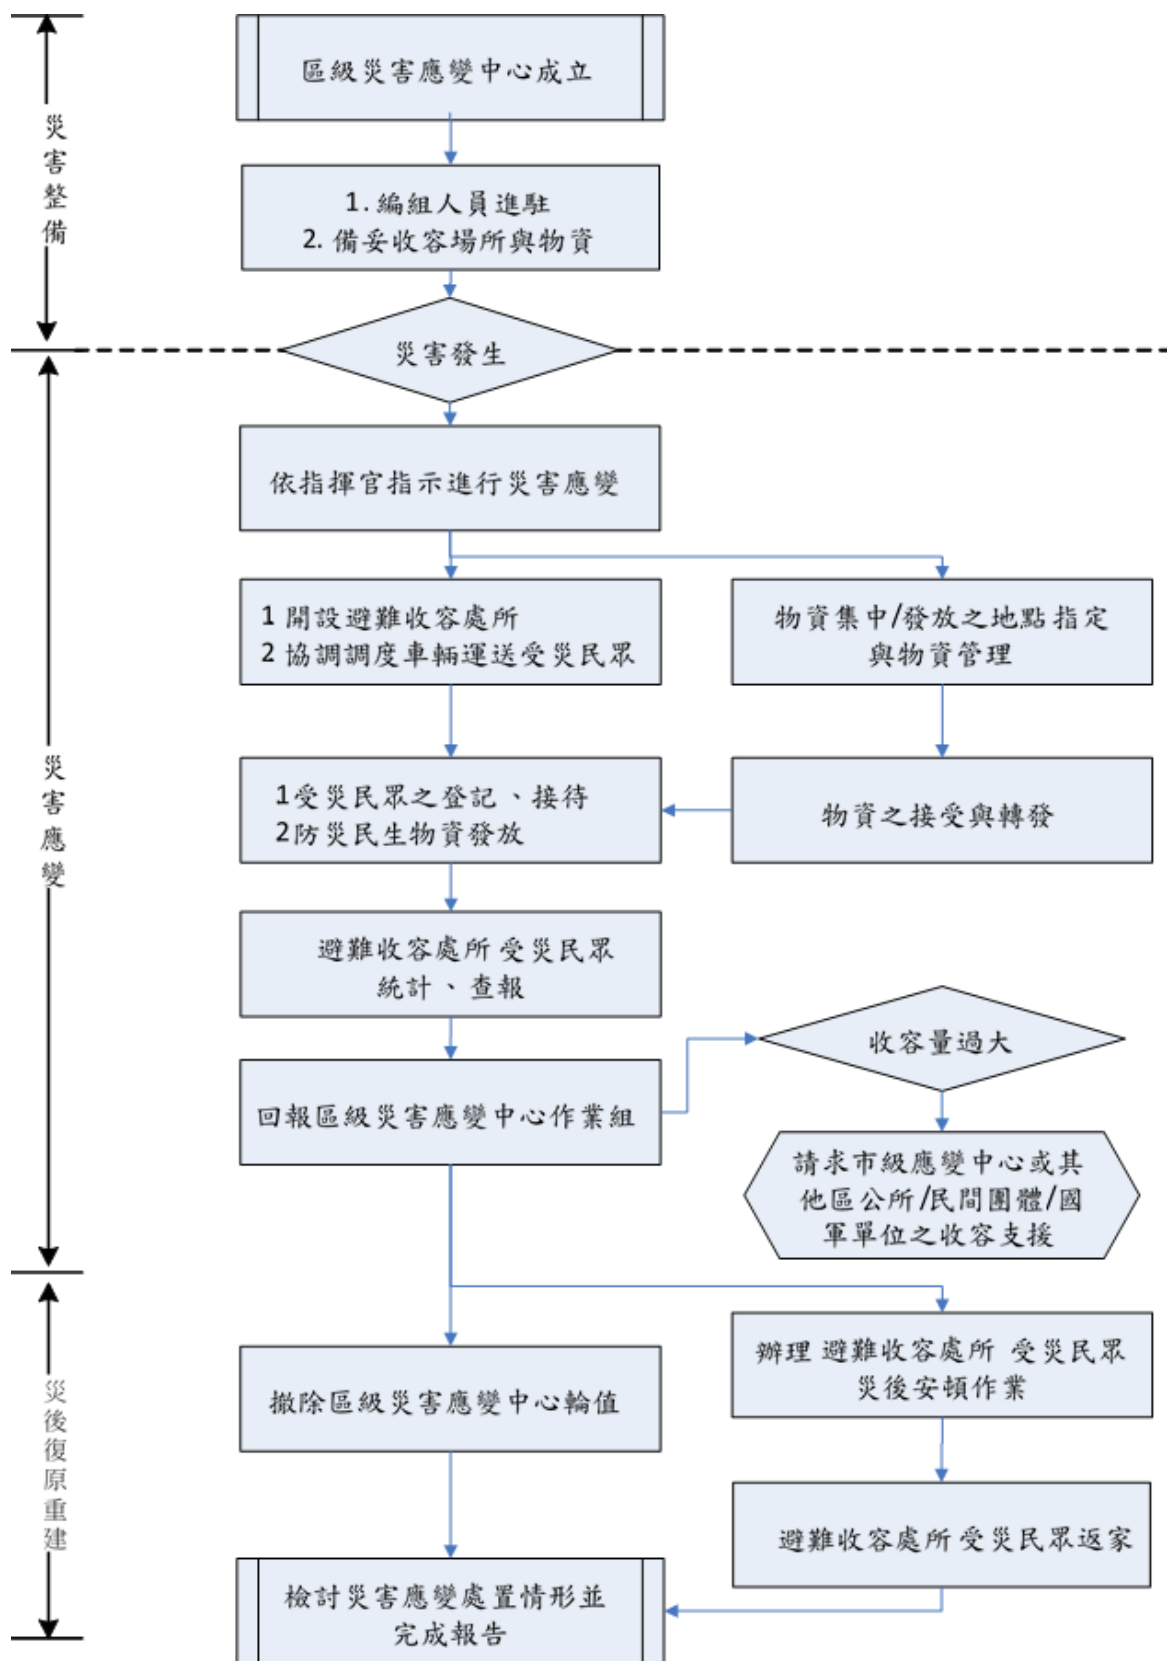 區級災害應變中心成立
災害整備
1. 編組人員進駐
2. 備妥收容場所與物資
災害發生
災害應變
依指揮官指示進行災害應變
1 開設避難收容處所
2 協調調度車輛運送受災民眾
物資集中/發放之地點 指定
與物資管理
1受災民眾之登記、接待
2防災民生物資發放
物資之接受與轉發
避難收容處所 受災民眾
統計、查報
收容量過大
回報區級災害應變中心作業組
請求市級應變中心或其
他區公所/民間團體/國
軍單位之收容支援
災後復原重建
辦理 避難收容處所 受災民眾
災後安頓作業
撤除區級災害應變中心輪值
避難收容處所 受災民眾返家
檢討災害應變處置情形並
完成報告